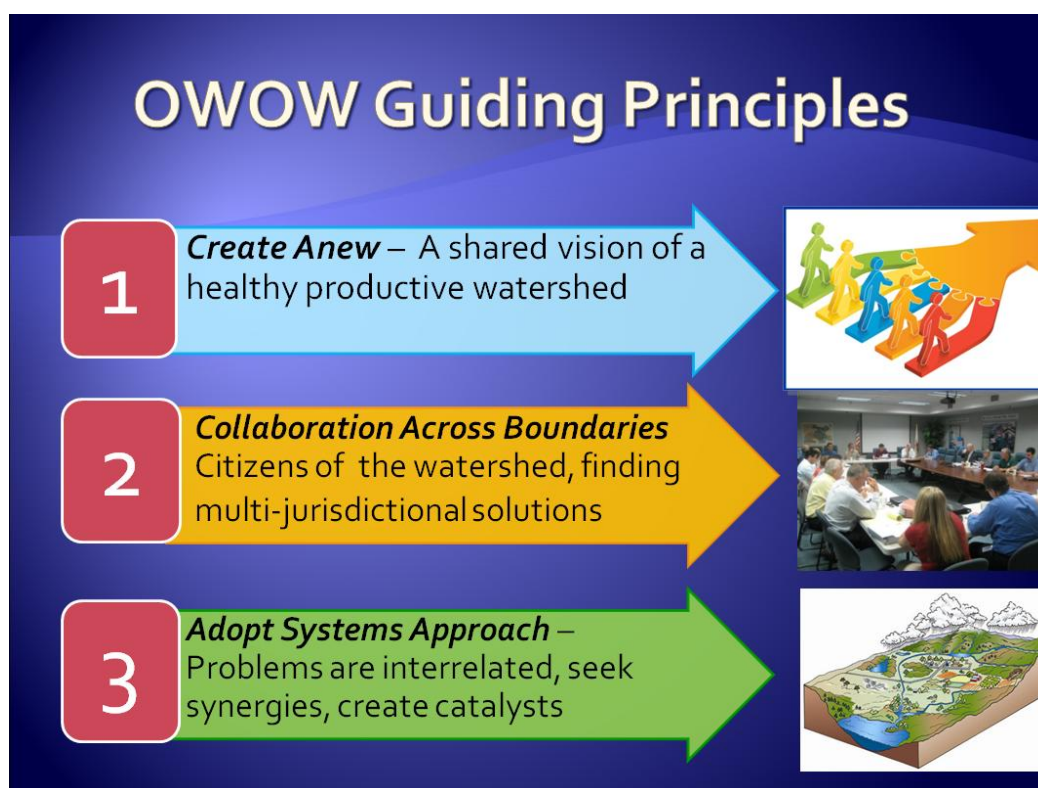 OWOW Guiding Principles
1
Create Anew – A shared vision of a
healthy productive watershed
2
Collaboration Across Boundaries
Citizens of the watershed, finding
multi-jurisdictional solutions
3
Adopt Systems Approach –
Problems are interrelated, seek
synergies, create catalysts